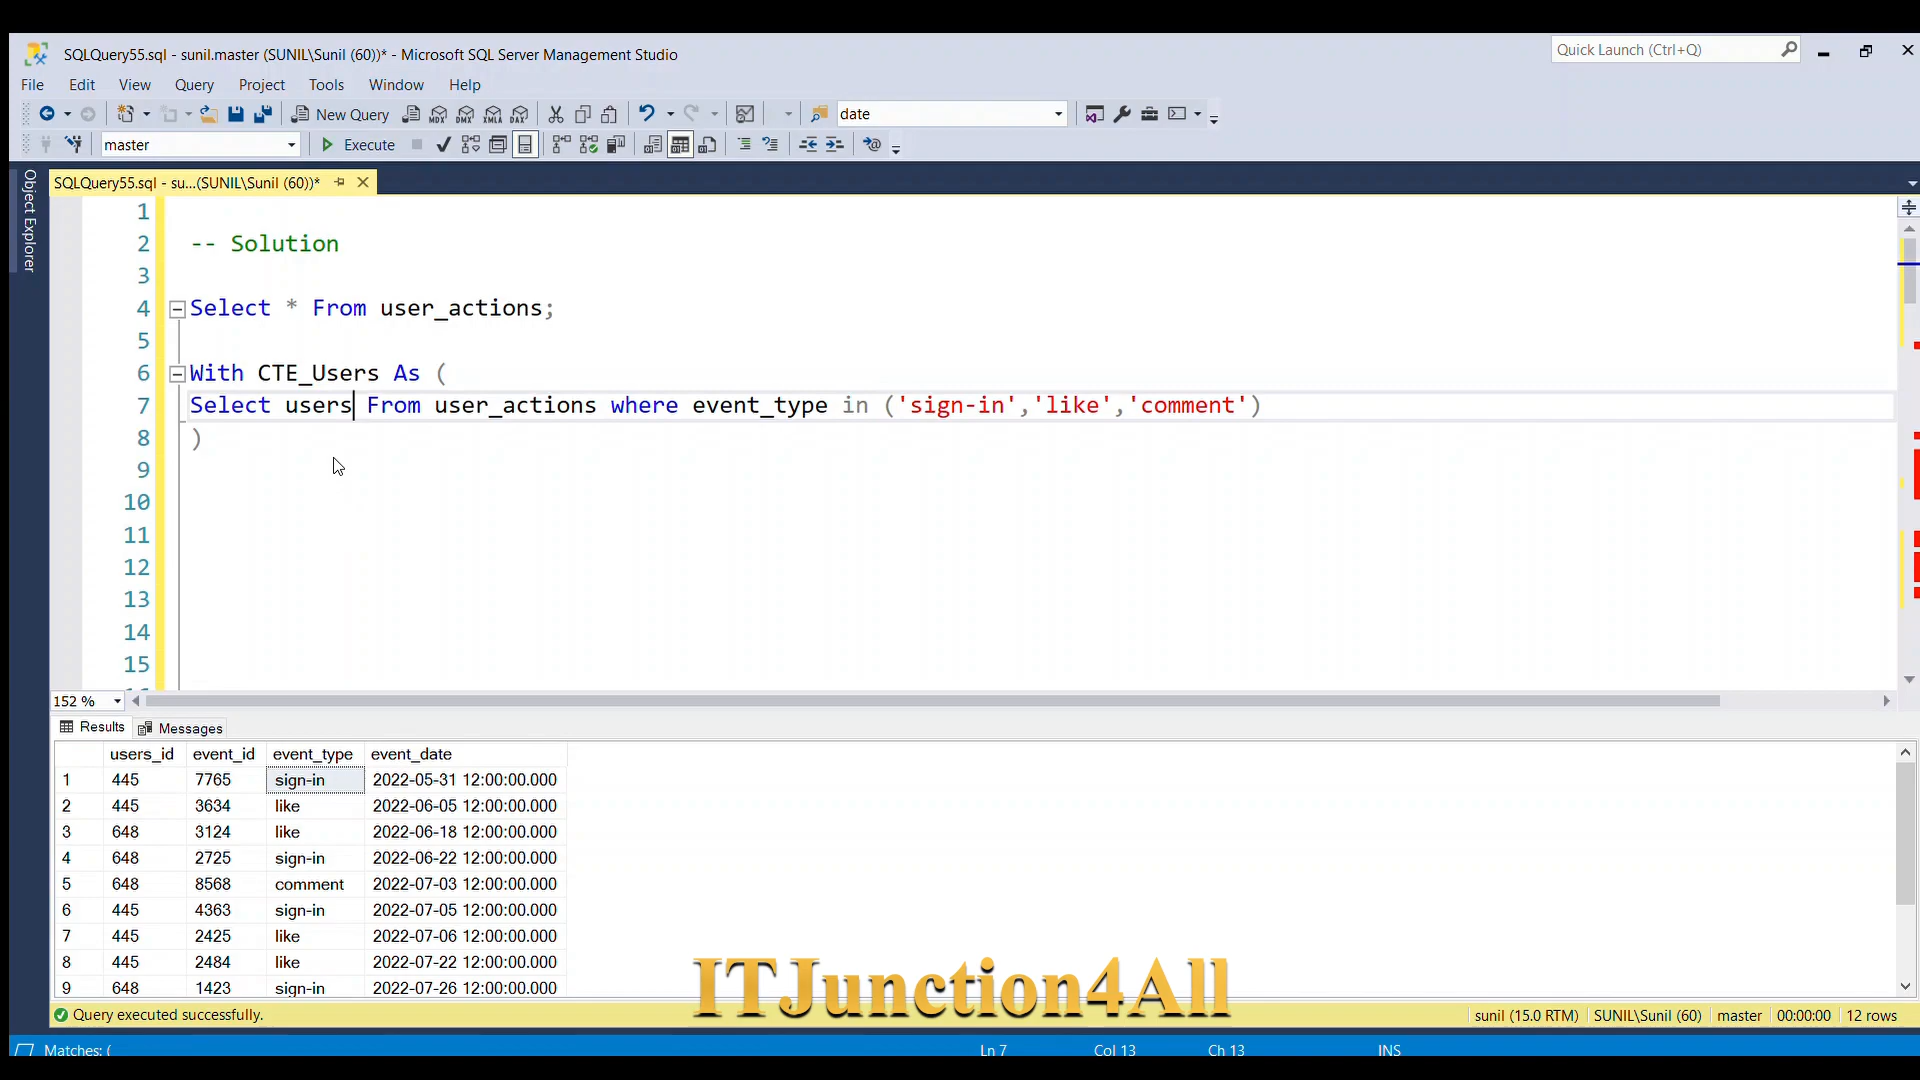 SQLQuery55.sql - sunil.master (SUNIL\Sunil (60))* - Microsoft SQL Server Management Studio
Quick Launch (Ctrl+Q)
File Edit View Query Project Tools Window Help
New Query MDX DMX XMLA DAX date
master Execute
Object Explorer
SQLQuery55.sql - su...(SUNIL\Sunil (60))*
1
2 -- Solution
3
4 Select * From user_actions;
5
6 With CTE_Users As (
7 Select users From user_actions where event_type in ('sign-in','like','comment')
8 )
9
10
11
12
13
14
15
152 %
Results Messages
users_id event_id event_type event_date
1 445 7765 sign-in 2022-05-31 12:00:00.000
2 445 3634 like 2022-06-05 12:00:00.000
3 648 3124 like 2022-06-18 12:00:00.000
4 648 2725 sign-in 2022-06-22 12:00:00.000
5 648 8568 comment 2022-07-03 12:00:00.000
6 445 4363 sign-in 2022-07-05 12:00:00.000
7 445 2425 like 2022-07-06 12:00:00.000
8 445 2484 like 2022-07-22 12:00:00.000
9 648 1423 sign-in 2022-07-26 12:00:00.000
ITJunction4All
Query executed successfully. sunil (15.0 RTM) SUNIL\Sunil (60) master 00:00:00 12 rows
Matches: ( Ln 7 Col 13 Ch 13 INS